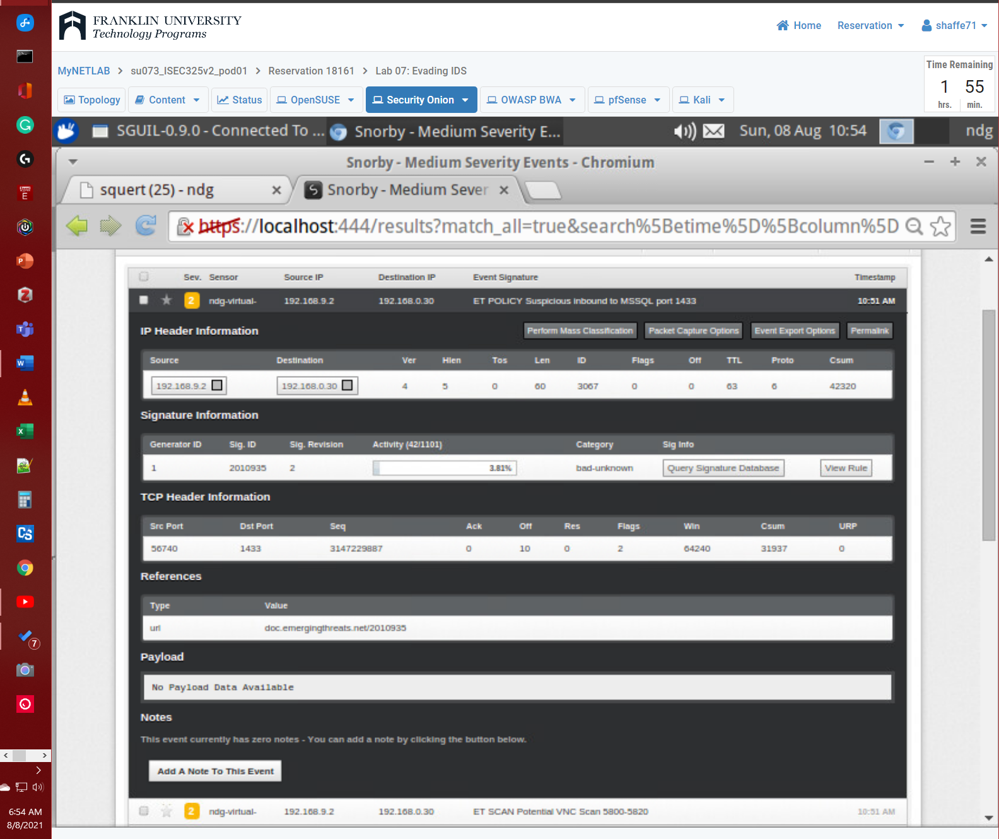 FRANKLIN UNIVERSITY
Technology Programs
Home Reservation shaffe71
MyNETLAB > su073_ISEC325v2_pod01 > Reservation 18161 > Lab 07: Evading IDS
Time Remaining
1 55
hrs. min.
Topology Content Status OpenSUSE Security Onion OWASP BWA pfSense Kali
SGUIL-0.9.0 - Connected To ... Snorby - Medium Severity E... Sun, 08 Aug 10:54 ndg
Snorby - Medium Severity Events - Chromium
squert (25) - ndg Snorby - Medium Sever
https://localhost:444/results?match_all=true&search%5Betime%5D%5Bcolumn%5D
Sev. Sensor Source IP Destination IP Event Signature Timestamp
2 ndg-virtual- 192.168.9.2 192.168.0.30 ET POLICY Suspicious inbound to MSSQL port 1433 10:51 AM
IP Header Information
Perform Mass Classification Packet Capture Options Event Export Options Permalink
Source Destination Ver Hlen Tos Len ID Flags Off TTL Proto Csum
192.168.9.2 192.168.0.30 4 5 0 60 3067 0 0 63 6 42320
Signature Information
Generator ID Sig. ID Sig. Revision Activity (42/1101) Category Sig Info
1 2010935 2 3.81% bad-unknown Query Signature Database View Rule
TCP Header Information
Src Port Dst Port Seq Ack Off Res Flags Win Csum URP
56740 1433 3147229887 0 10 0 2 64240 31937 0
References
Type Value
url doc.emergingthreats.net/2010935
Payload
No Payload Data Available
Notes
This event currently has zero notes - You can add a note by clicking the button below.
Add A Note To This Event
2 ndg-virtual- 192.168.9.2 192.168.0.30 ET SCAN Potential VNC Scan 5800-5820 10:51 AM
7
6:54 AM
8/8/2021